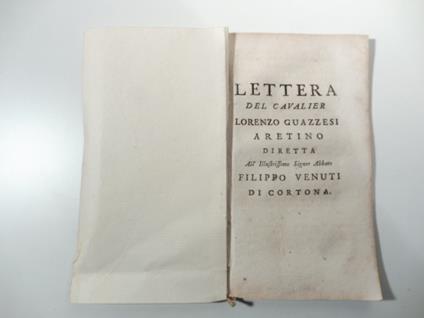 LETTERA
DEL CAVALIER
LORENZO GUAZZESI
ARETINO
DIRETTA
All' Illustrissimo Signor Abbate
FILIPPO VENUTI
DI CORTONA.